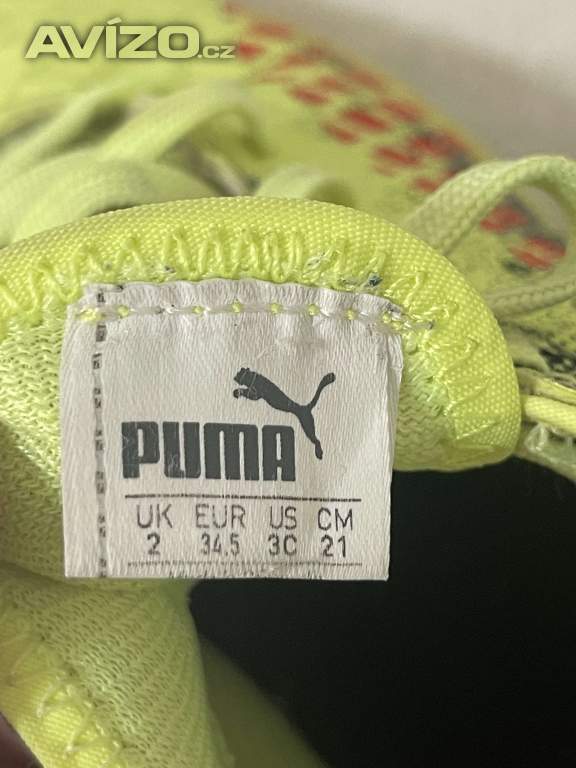 AVÍZO.cz
PUMA
UK EUR US CM
2 34.5 3C 21